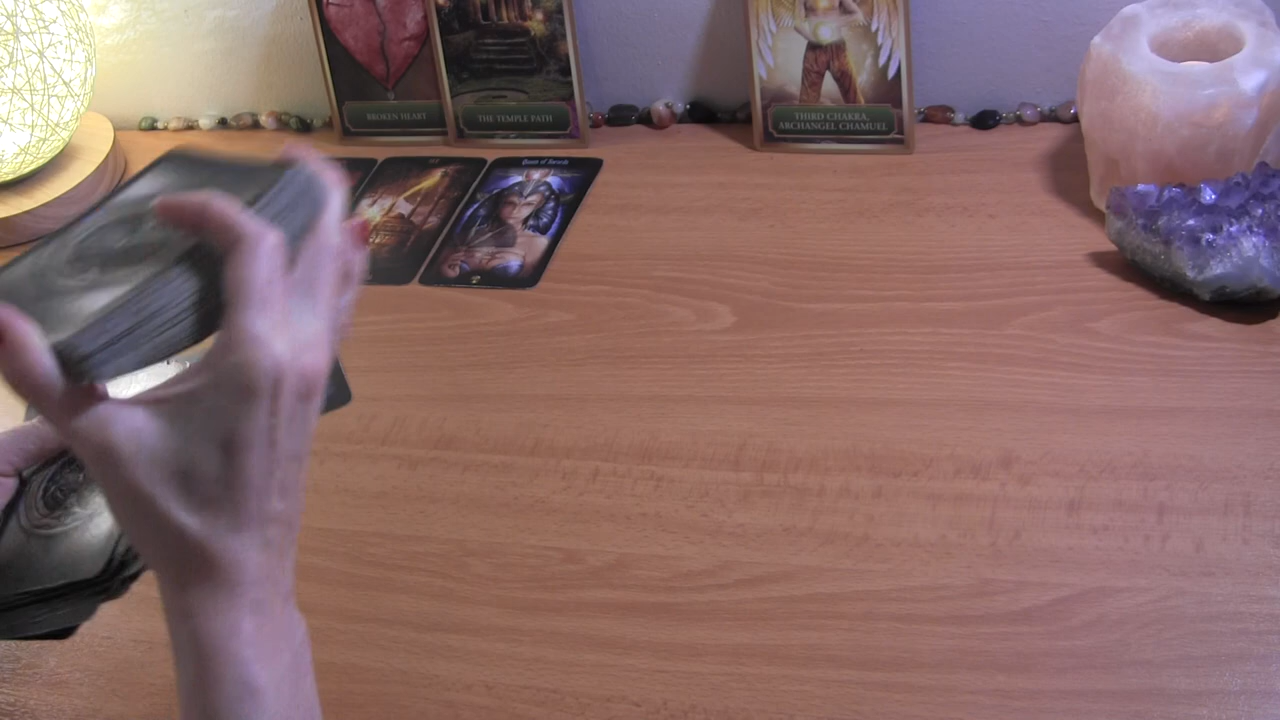 BROKEN HEART
THE TEMPLE PATH
THIRD CHAKRA,
ARCHANGEL CHAMUEL
Queen of Swords